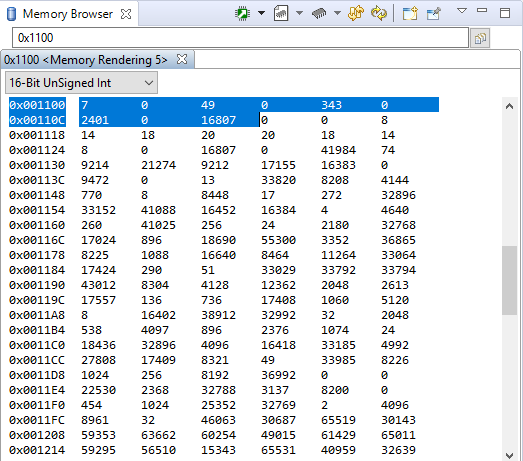 Memory Browser
0x1100
0x1100 <Memory Rendering 5>
16-Bit UnSigned Int
0x001100 7 0 49 0 343 0
0x00110C 2401 0 16807 0 0 8
0x001118 14 18 20 20 18 14
0x001124 8 0 16807 0 41984 74
0x001130 9214 21274 9212 17155 16383 0
0x00113C 9472 0 13 33820 8208 4144
0x001148 770 8 8448 17 272 32896
0x001154 33152 41088 16452 16384 4 4640
0x001160 260 41025 256 24 2180 32768
0x00116C 17024 896 18690 55300 3352 36865
0x001178 8225 1088 16640 8464 11264 33064
0x001184 17424 290 51 33029 33792 33794
0x001190 43012 8304 4128 12362 2048 2613
0x00119C 17557 136 736 17408 1060 5120
0x0011A8 8 16402 38912 32992 32 2048
0x0011B4 538 4097 896 2376 1074 24
0x0011C0 18436 32896 4096 16418 33185 4992
0x0011CC 27808 17409 8321 49 33985 8226
0x0011D8 1024 256 8192 36992 0 0
0x0011E4 22530 2368 32788 3137 8200 0
0x0011F0 454 1024 25352 32769 2 4096
0x0011FC 8961 32 46063 30687 65519 30143
0x001208 59353 63662 60254 49015 61429 65011
0x001214 59295 56510 15343 65531 40959 32639